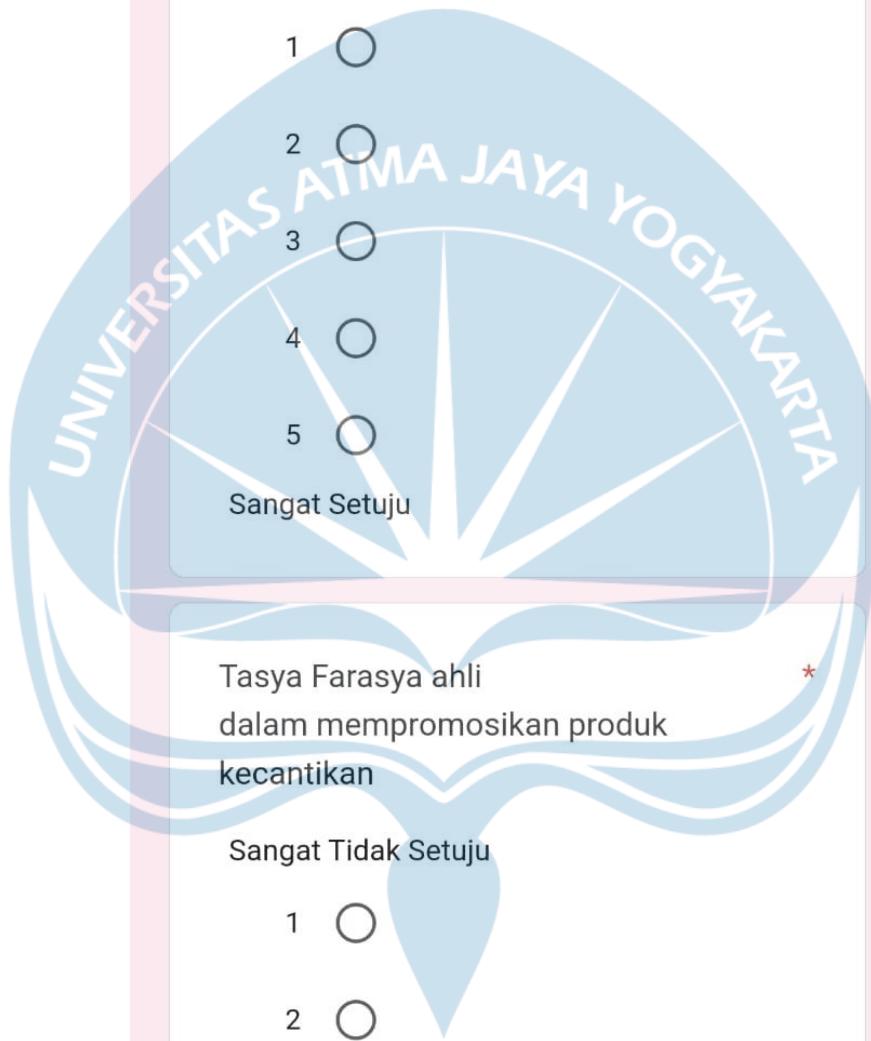 1
2
UNIVERSITAS ATMA JAYA YOGYAKARTA
3
4
5
Sangat Setuju
Tasya Farasya ahli *
dalam mempromosikan produk
kecantikan
Sangat Tidak Setuju
1
2